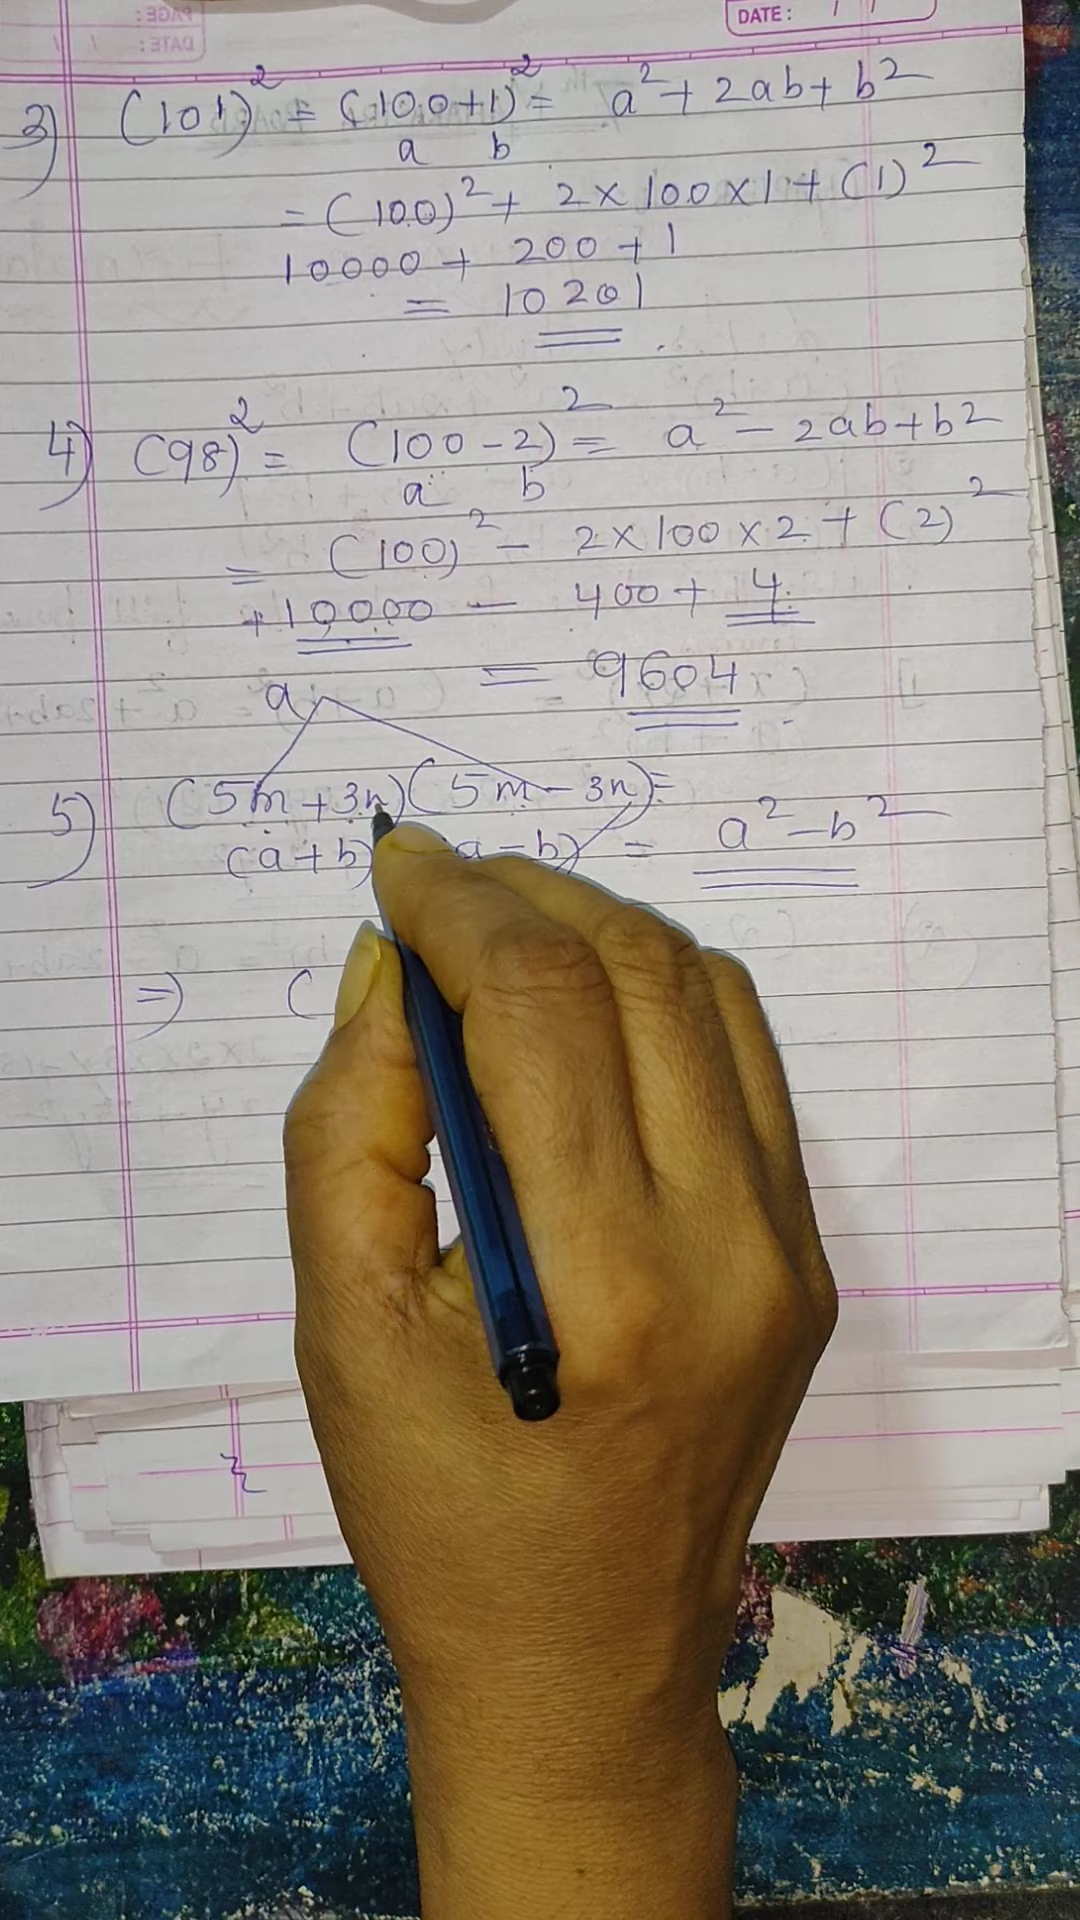 DATE: / /
3) (101)² = (100+1)² = a² + 2ab + b²
a b
= (100)² + 2 × 100 × 1 + (1)²
10000 + 200 + 1
= 10201
4) (98)² = (100 - 2)² = a² - 2ab + b²
a b
= (100)² - 2 × 100 × 2 + (2)²
+10000 - 400 + 4
= 9604
a
5) (5m + 3n)(5m - 3n) =
(a + b) a - b) = a² - b²
⇒ (